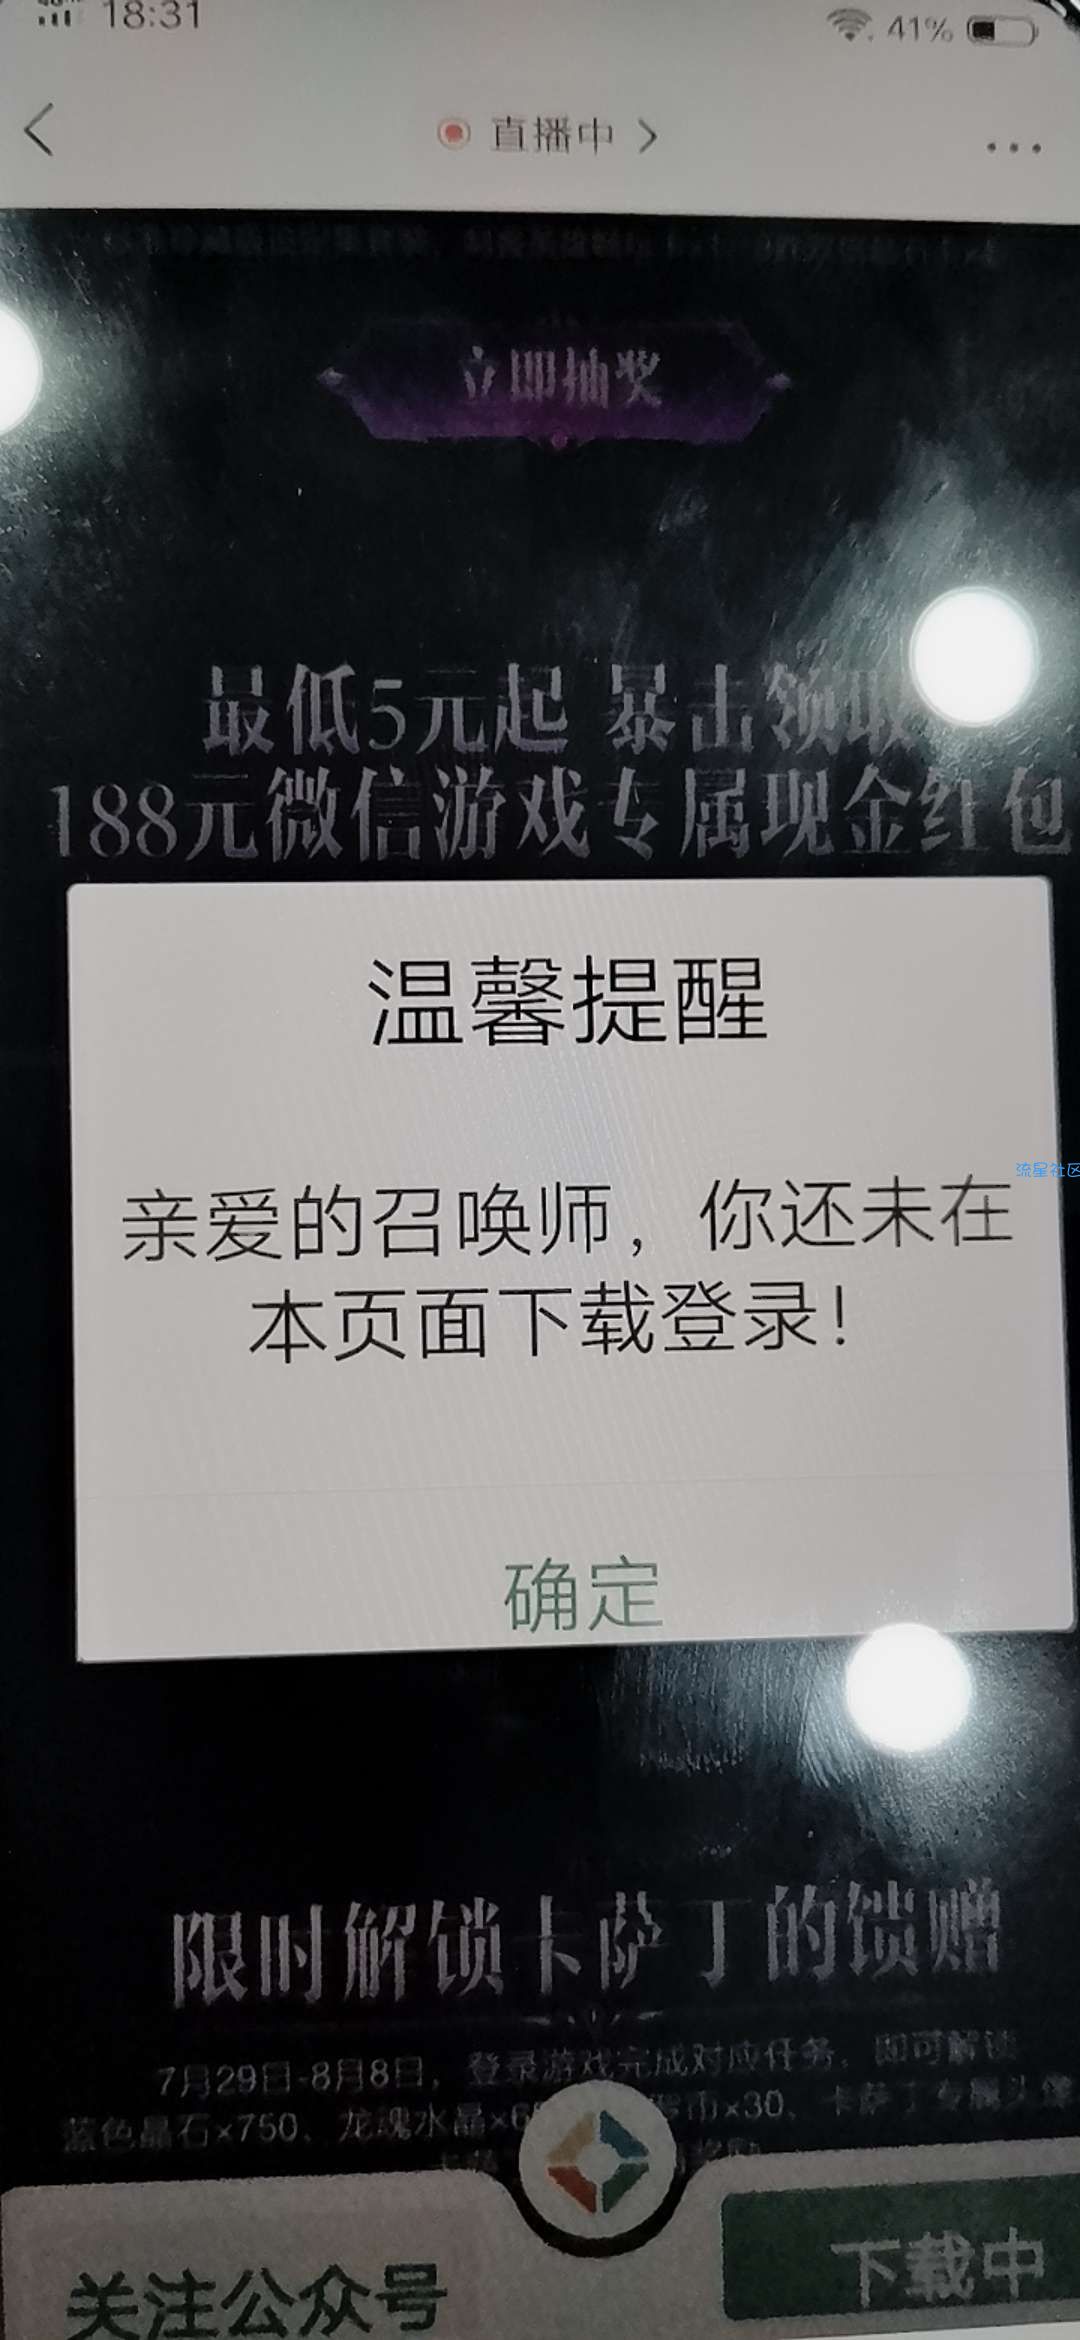 18:31
41%
直播中
立即抽奖
最低5元起 暴击领取
188元微信游戏专属现金红包
温馨提醒
流星社区
亲爱的召唤师，你还未在
本页面下载登录！
确定
限时解锁卡萨丁的馈赠
7月29日-8月8日，登录游戏完成对应任务，即可解锁
蓝色晶石×750、龙魂水晶×6 币×30、卡萨丁专属头像
关注公众号
下载中